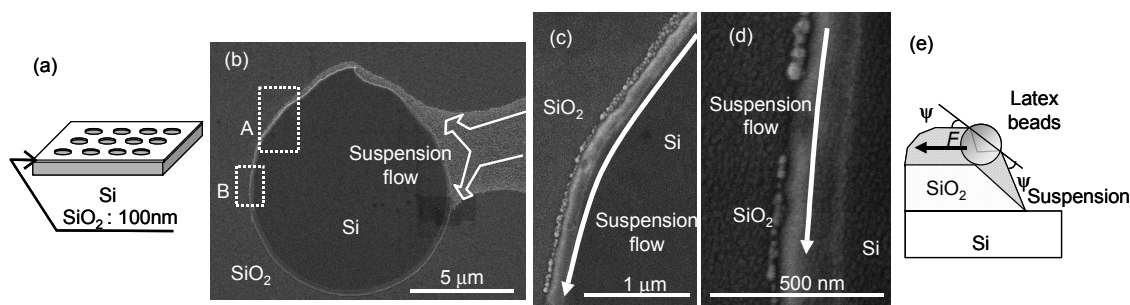 (a)
Si
SiO₂ : 100nm
(b)
A
B
Suspension
flow
Si
SiO₂
5 μm
(c)
SiO₂
Si
Suspension
flow
1 μm
(d)
Suspension
flow
SiO₂
Si
500 nm
(e)
ψ
Latex
beads
F
ψ
Suspension
SiO₂
Si